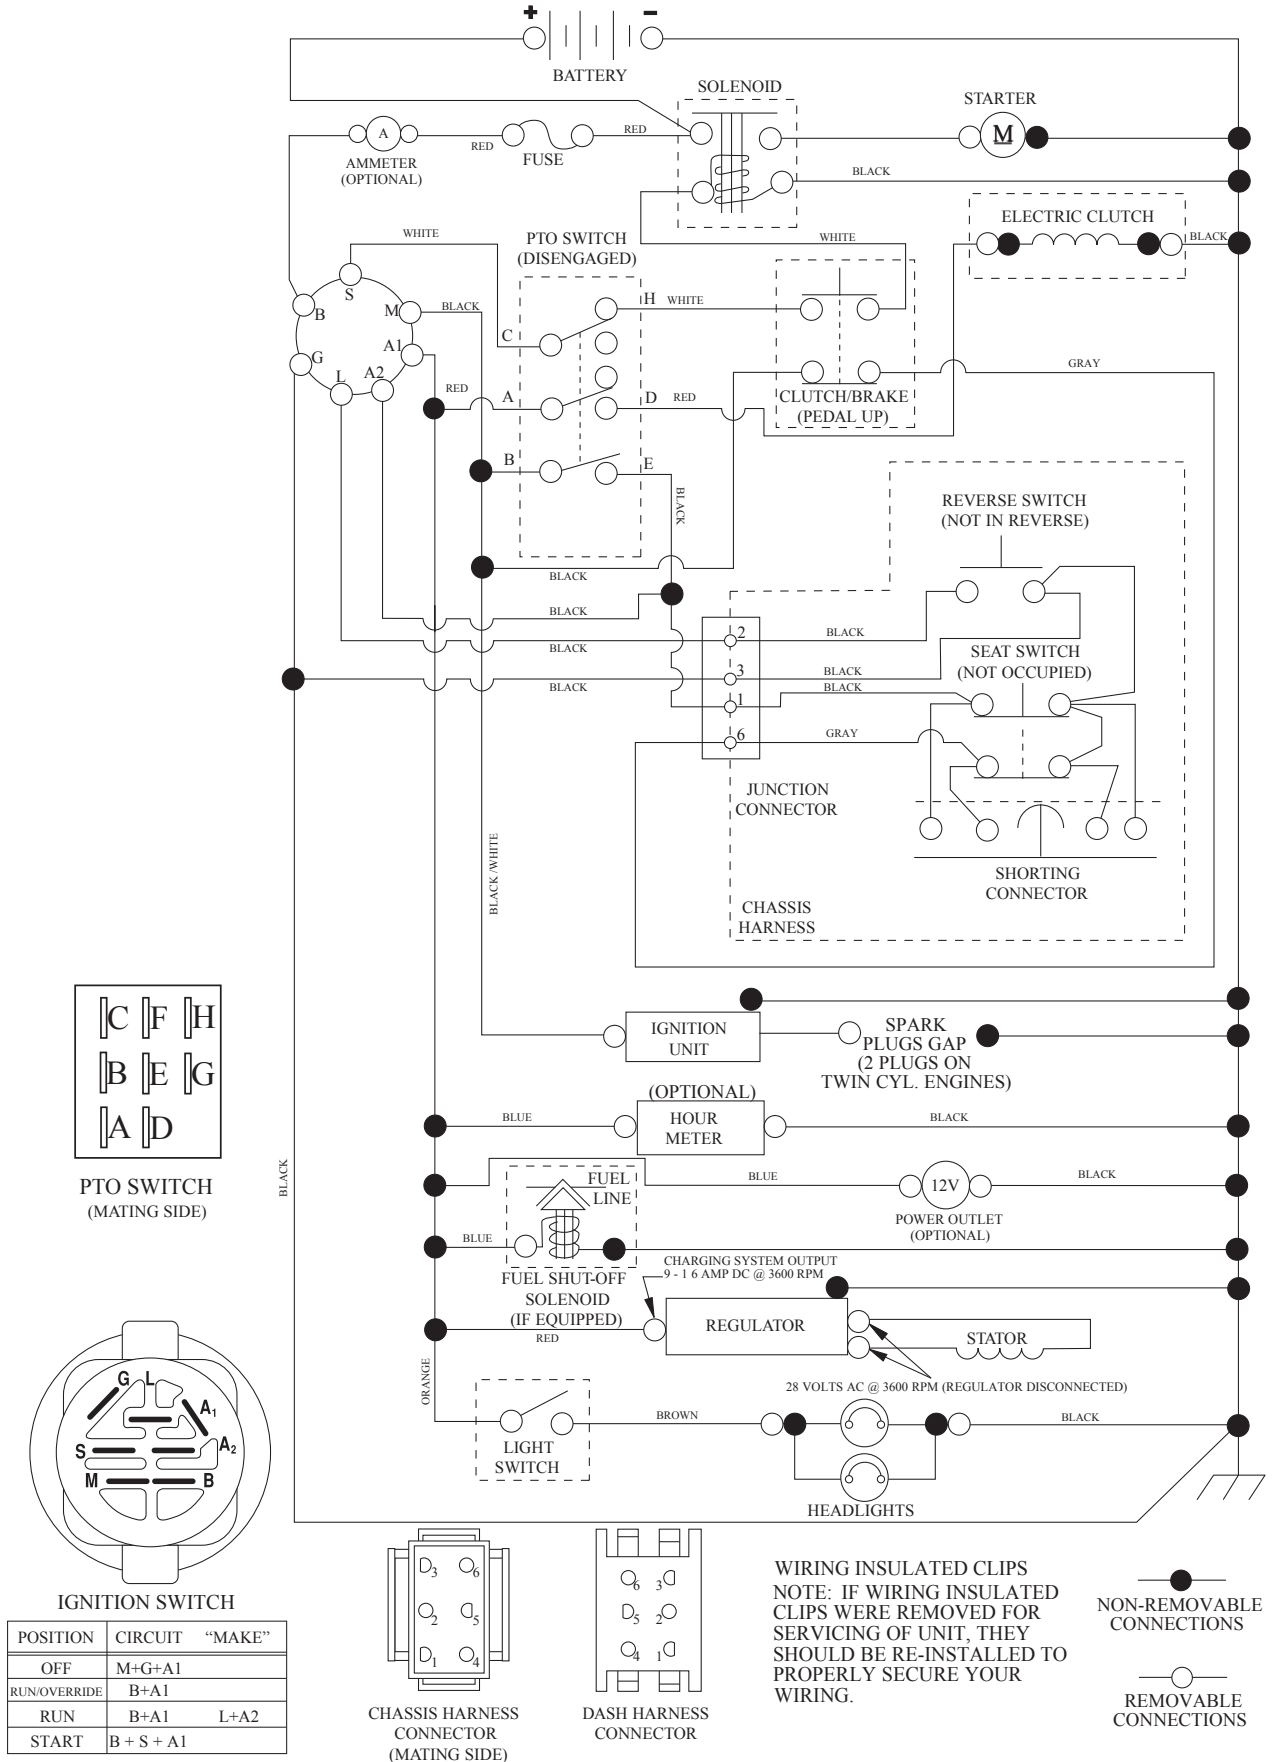 + −
BATTERY
SOLENOID
STARTER
A
RED
FUSE
RED
M
AMMETER
(OPTIONAL)
BLACK
ELECTRIC CLUTCH
BLACK
WHITE
PTO SWITCH
(DISENGAGED)
WHITE
S
B
M
BLACK
H
WHITE
C
G
A1
L
A2
RED
A
D
RED
CLUTCH/BRAKE
(PEDAL UP)
GRAY
B
E
BLACK
REVERSE SWITCH
(NOT IN REVERSE)
BLACK
BLACK
2
BLACK
BLACK
SEAT SWITCH
(NOT OCCUPIED)
3
BLACK
BLACK
1
BLACK
6
GRAY
JUNCTION
CONNECTOR
BLACK /WHITE
SHORTING
CONNECTOR
CHASSIS
HARNESS
C F H
B E G
A D
PTO SWITCH
(MATING SIDE)
IGNITION
UNIT
SPARK
PLUGS GAP
(2 PLUGS ON
TWIN CYL. ENGINES)
(OPTIONAL)
HOUR
METER
BLUE
BLACK
BLACK
FUEL
LINE
BLUE
12V
BLACK
POWER OUTLET
(OPTIONAL)
BLUE
FUEL SHUT-OFF
SOLENOID
(IF EQUIPPED)
CHARGING SYSTEM OUTPUT
9 - 1 6 AMP DC @ 3600 RPM
RED
REGULATOR
STATOR
28 VOLTS AC @ 3600 RPM (REGULATOR DISCONNECTED)
ORANGE
LIGHT
SWITCH
BROWN
BLACK
HEADLIGHTS
G L
A1
S
A2
M
B
IGNITION SWITCH
POSITION CIRCUIT “MAKE”
OFF M+G+A1
RUN/OVERRIDE B+A1
RUN B+A1 L+A2
START B + S + A1
3 6
2 5
1 4
CHASSIS HARNESS
CONNECTOR
(MATING SIDE)
6 3
5 2
4 1
DASH HARNESS
CONNECTOR
WIRING INSULATED CLIPS
NOTE: IF WIRING INSULATED
CLIPS WERE REMOVED FOR
SERVICING OF UNIT, THEY
SHOULD BE RE-INSTALLED TO
PROPERLY SECURE YOUR
WIRING.
NON-REMOVABLE
CONNECTIONS
REMOVABLE
CONNECTIONS